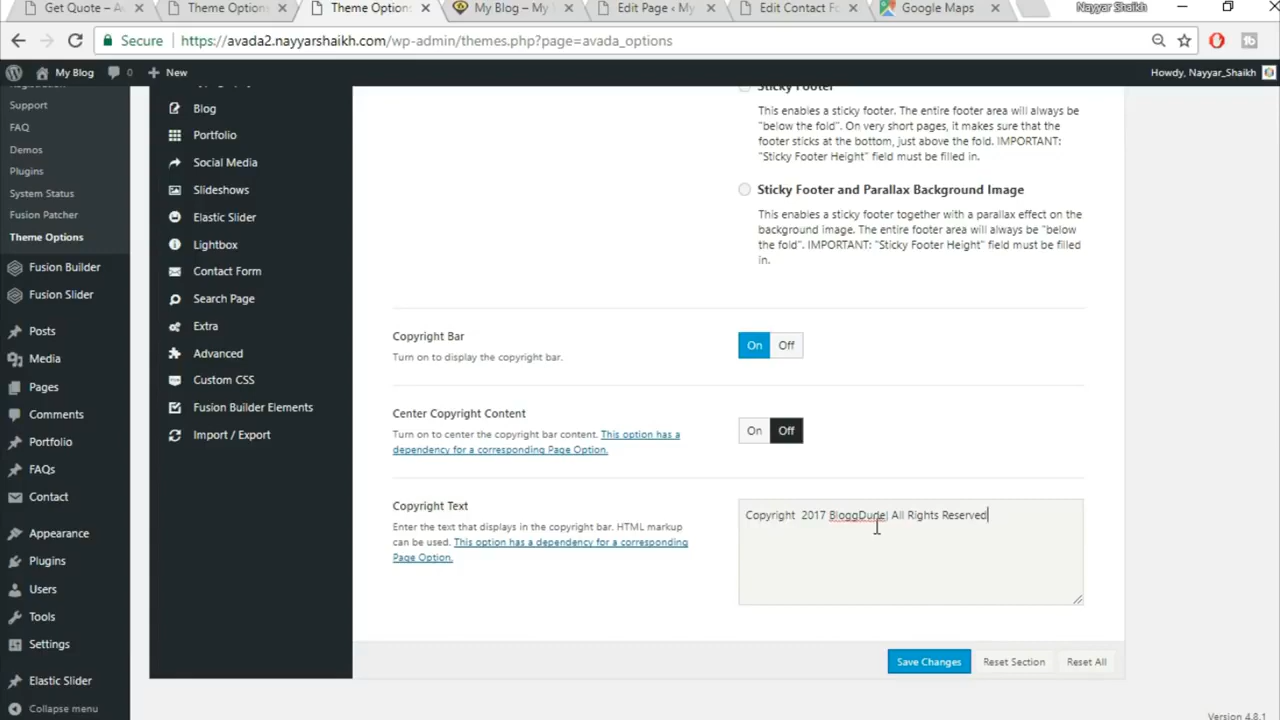 Get Quote – Av
Theme Option
Theme Option
My Blog – My
Edit Page ‹ My
Edit Contact Fo
Google Maps
Nayyar Shaikh
Secure
https://avada2.nayyarshaikh.com/wp-admin/themes.php?page=avada_options
My Blog
0
New
Howdy, Nayyar_Shaikh
Registration
Support
FAQ
Demos
Plugins
System Status
Fusion Patcher
Theme Options
Fusion Builder
Fusion Slider
Posts
Media
Pages
Comments
Portfolio
FAQs
Contact
Appearance
Plugins
Users
Tools
Settings
Elastic Slider
Collapse menu
Blog
Portfolio
Social Media
Slideshows
Elastic Slider
Lightbox
Contact Form
Search Page
Extra
Advanced
Custom CSS
Fusion Builder Elements
Import / Export
Sticky Footer
This enables a sticky footer. The entire footer area will always be
"below the fold". On very short pages, it makes sure that the
footer sticks at the bottom, just above the fold. IMPORTANT:
"Sticky Footer Height" field must be filled in.
Sticky Footer and Parallax Background Image
This enables a sticky footer together with a parallax effect on the
background image. The entire footer area will always be "below
the fold". IMPORTANT: "Sticky Footer Height" field must be filled
in.
Copyright Bar
Turn on to display the copyright bar.
On Off
Center Copyright Content
Turn on to center the copyright bar content. This option has a
dependency for a corresponding Page Option.
On Off
Copyright Text
Enter the text that displays in the copyright bar. HTML markup
can be used. This option has a dependency for a corresponding
Page Option.
Copyright 2017 BloggDude| All Rights Reserved
Save Changes
Reset Section
Reset All
Version 4.8.1